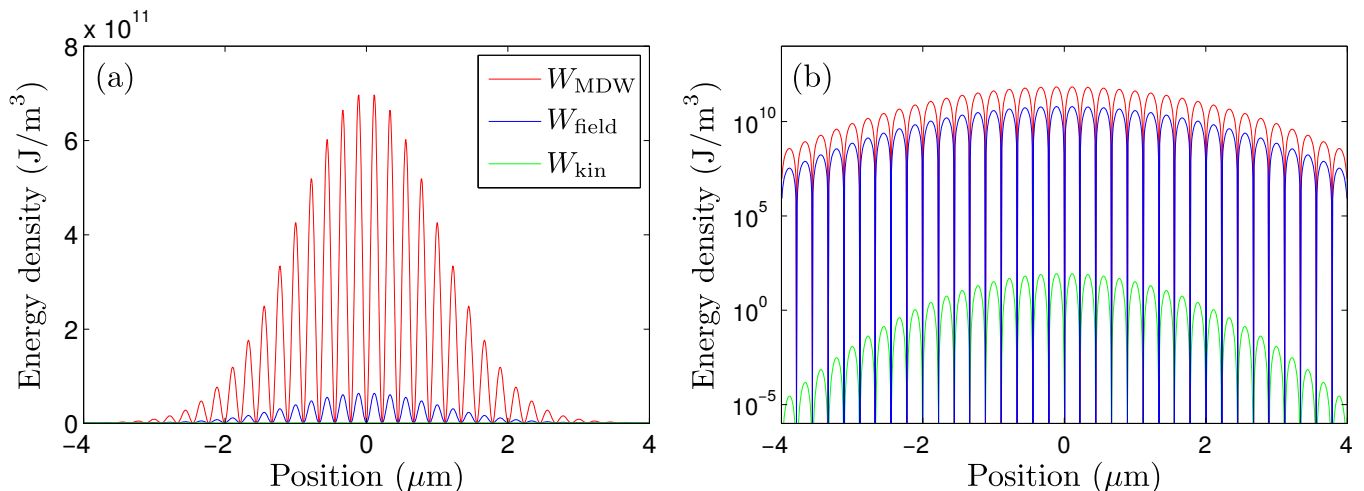 x 10^11
(a)
W_MDW
W_field
W_kin
Energy density (J/m^3)
8
6
4
2
0
−4
−2
0
2
4
Position (μm)
(b)
Energy density (J/m^3)
10^10
10^5
10^0
10^−5
−4
−2
0
2
4
Position (μm)